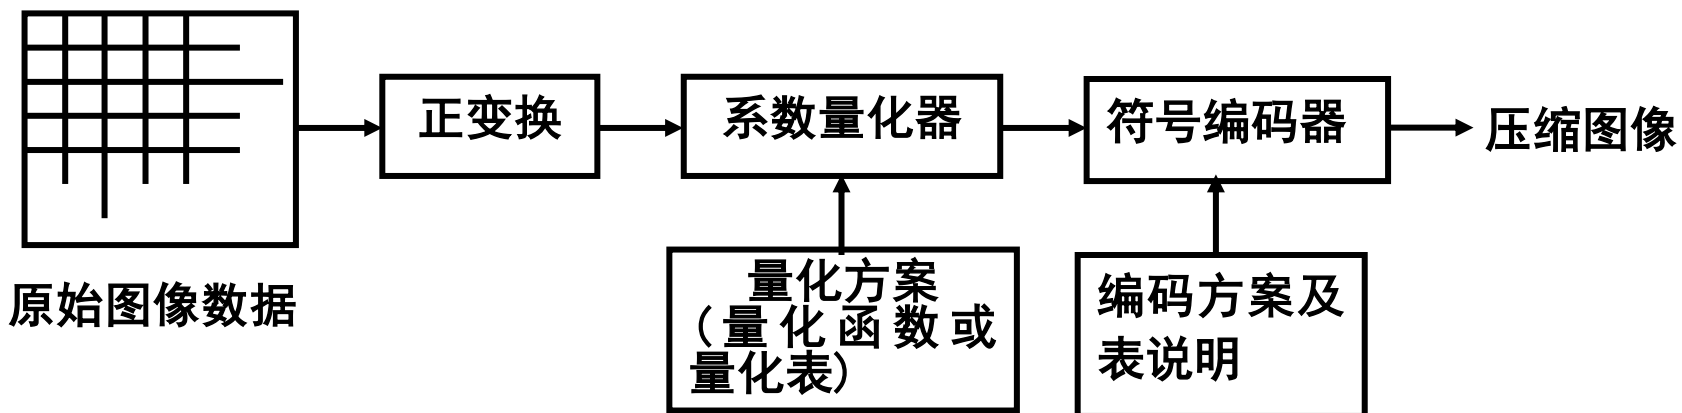 正变换
系数量化器
符号编码器
压缩图像
原始图像数据
量化方案
（量化函数或
量化表）
编码方案及
表说明